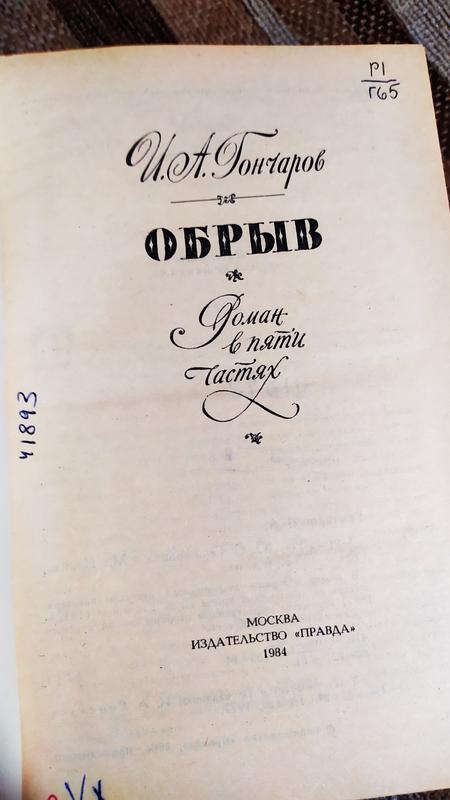 Р1
Г65
И.А.Гончаров
ОБРЫВ
Роман
в пяти
частях
41893
МОСКВА
ИЗДАТЕЛЬСТВО «ПРАВДА»
1984